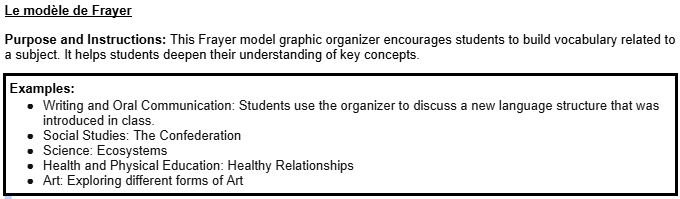 Le modèle de Frayer
Purpose and Instructions: This Frayer model graphic organizer encourages students to build vocabulary related to
a subject. It helps students deepen their understanding of key concepts.
Examples:
• Writing and Oral Communication: Students use the organizer to discuss a new language structure that was
introduced in class.
• Social Studies: The Confederation
• Science: Ecosystems
• Health and Physical Education: Healthy Relationships
• Art: Exploring different forms of Art